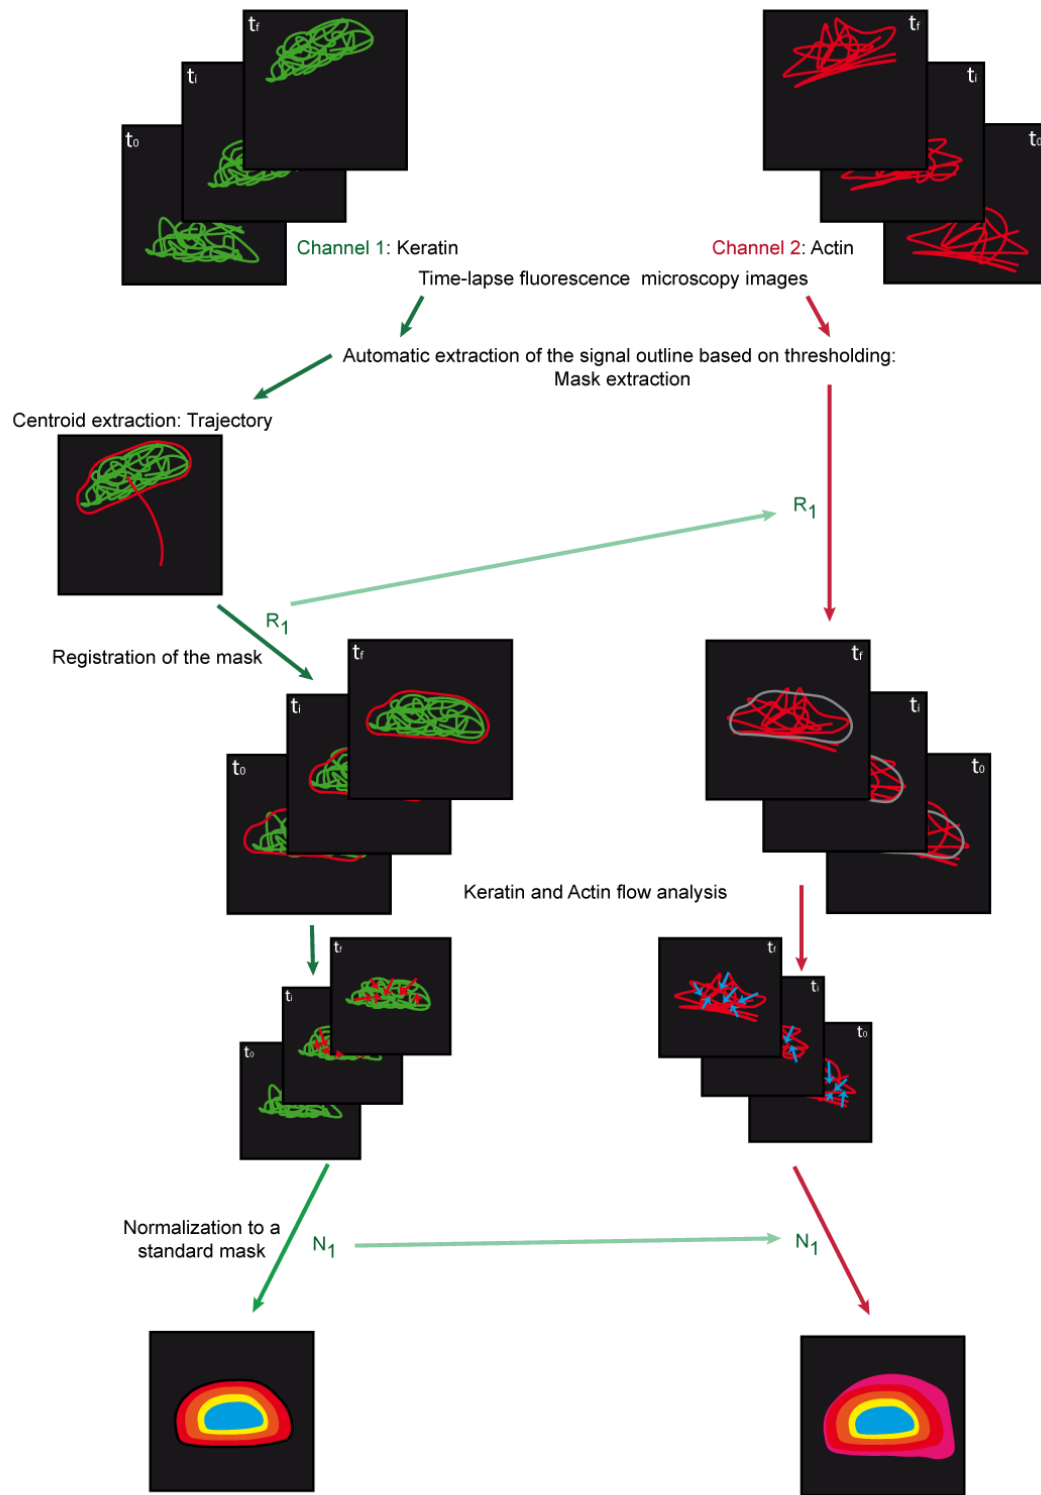 tf
ti
t0
tf
ti
t0
Channel 1: Keratin
Channel 2: Actin
Time-lapse fluorescence microscopy images
Automatic extraction of the signal outline based on thresholding:
Mask extraction
Centroid extraction: Trajectory
R1
R1
Registration of the mask
tf
ti
t0
tf
ti
t0
Keratin and Actin flow analysis
tf
ti
t0
tf
ti
t0
Normalization to a
standard mask
N1
N1